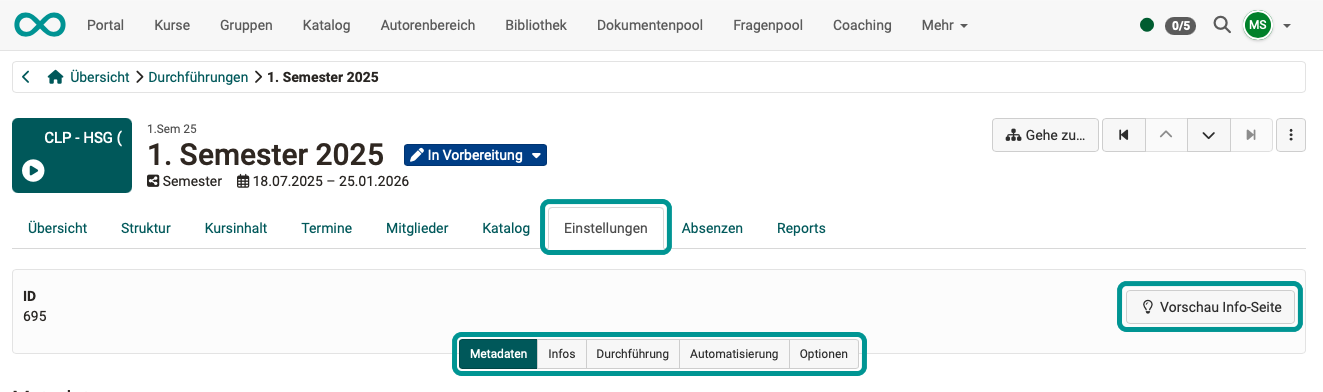 Portal Kurse Gruppen Katalog Autorenbereich Bibliothek Dokumentenpool Fragenpool Coaching Mehr 0/5 MS
Übersicht Durchführungen 1. Semester 2025
CLP - HSG (
1.Sem 25
1. Semester 2025 In Vorbereitung
Semester 18.07.2025 – 25.01.2026
Gehe zu...
Übersicht Struktur Kursinhalt Termine Mitglieder Katalog Einstellungen Absenzen Reports
ID
695
Vorschau Info-Seite
Metadaten Infos Durchführung Automatisierung Optionen